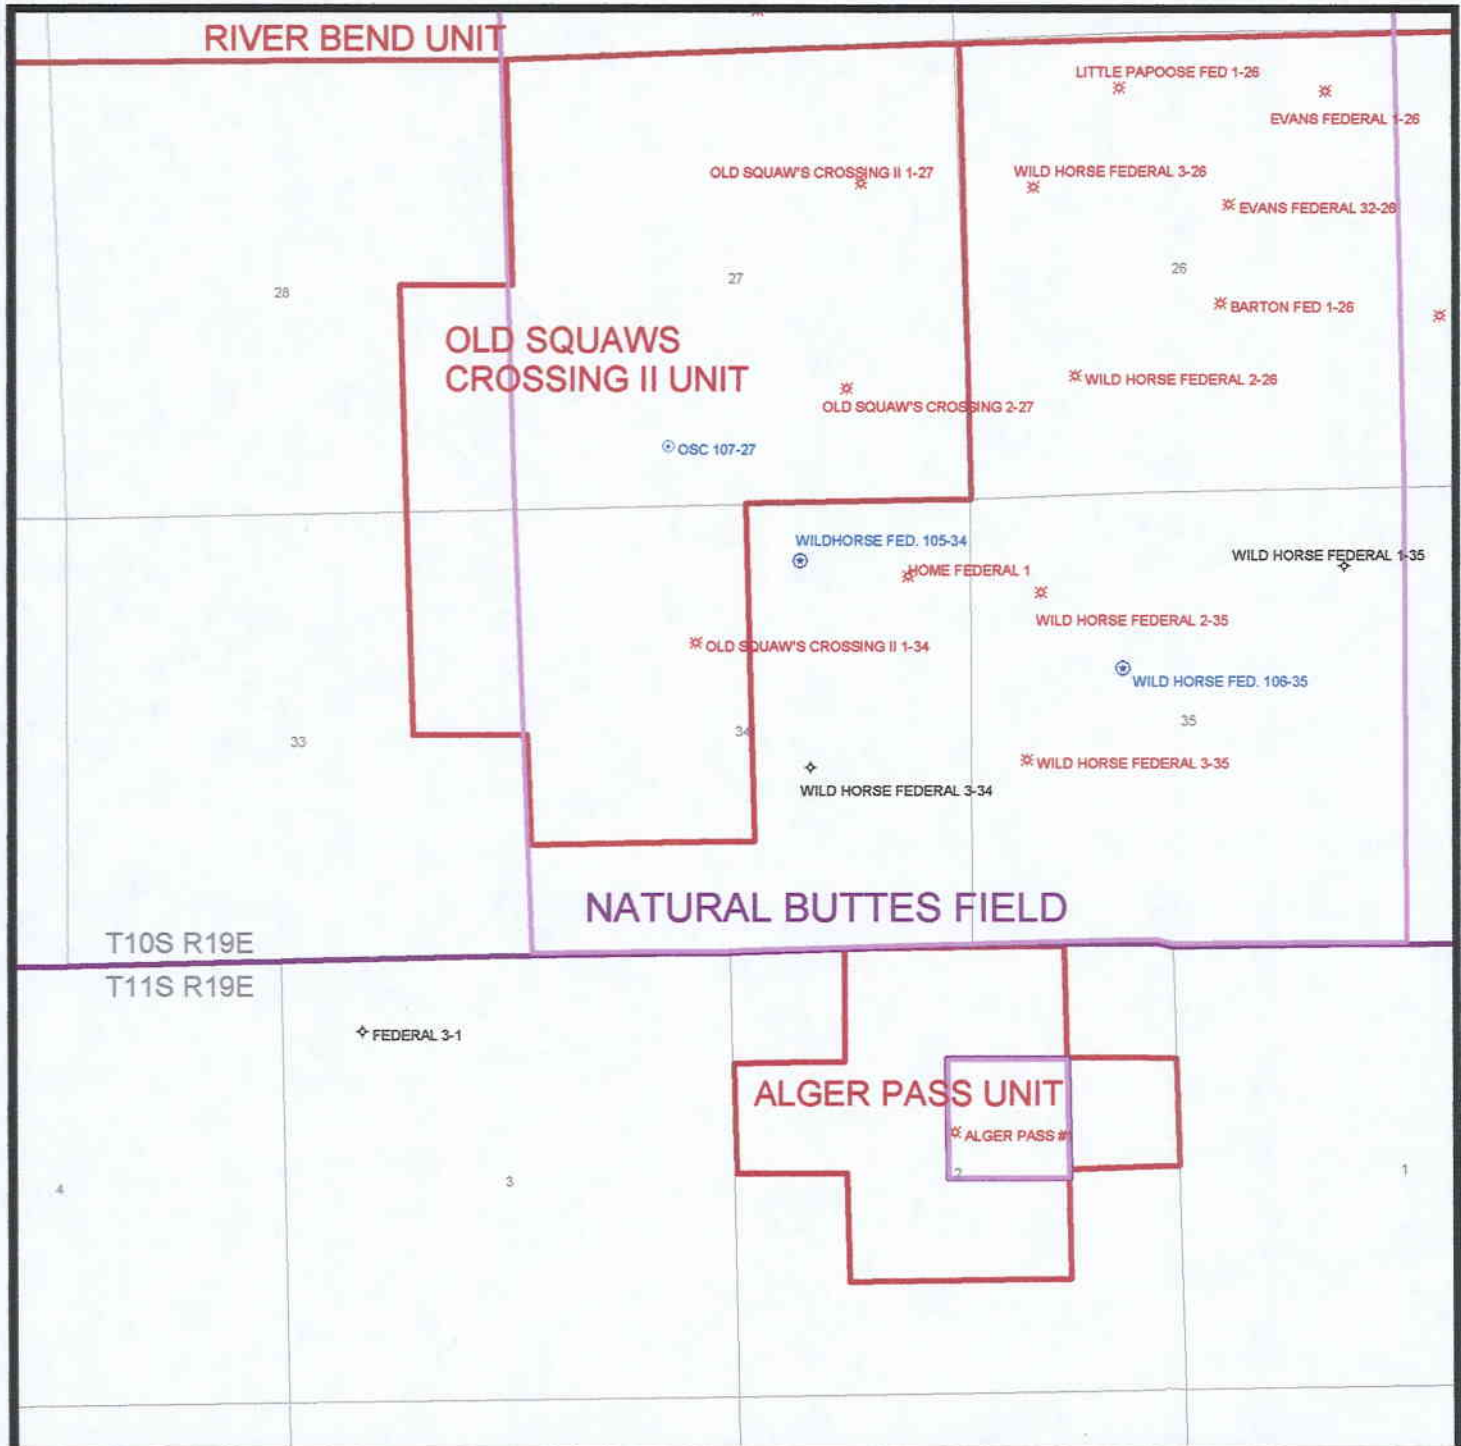 RIVER BEND UNIT
LITTLE PAPOOSE FED 1-26
EVANS FEDERAL 1-26
OLD SQUAW'S CROSSING II 1-27
WILD HORSE FEDERAL 3-26
EVANS FEDERAL 32-26
28
27
26
BARTON FED 1-26
OLD SQUAWS
CROSSING II UNIT
WILD HORSE FEDERAL 2-26
OLD SQUAW'S CROSSING 2-27
OSC 107-27
WILDHORSE FED. 105-34
WILD HORSE FEDERAL 1-35
HOME FEDERAL 1
WILD HORSE FEDERAL 2-35
OLD SQUAW'S CROSSING II 1-34
WILD HORSE FED. 106-35
33
34
35
WILD HORSE FEDERAL 3-35
WILD HORSE FEDERAL 3-34
NATURAL BUTTES FIELD
T10S R19E
T11S R19E
FEDERAL 3-1
ALGER PASS UNIT
ALGER PASS #1
4
3
2
1